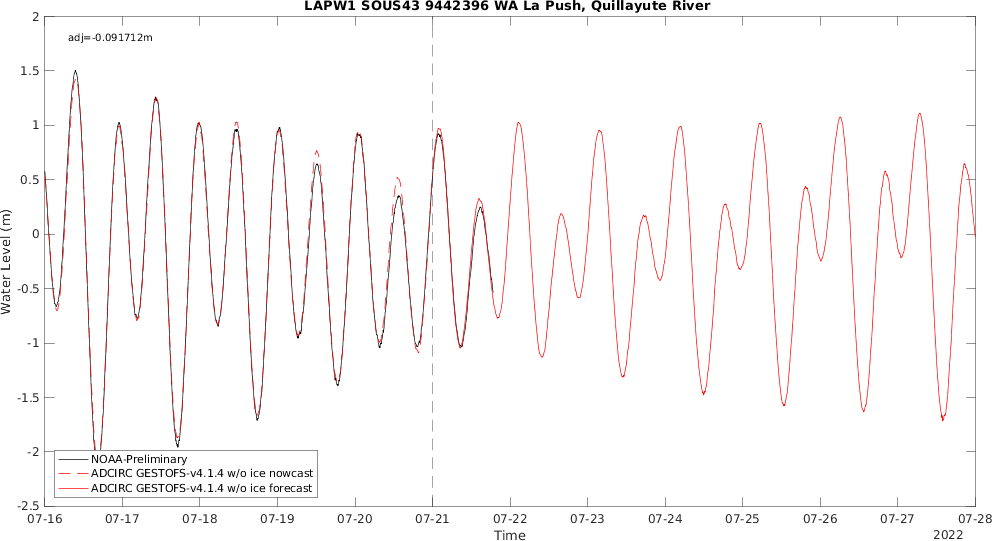 LAPW1 SOUS43 9442396 WA La Push, Quillayute River
adj=-0.091712m
Water Level (m)
2
1.5
1
0.5
0
-0.5
-1
-1.5
-2
-2.5
NOAA-Preliminary
ADCIRC GESTOFS-v4.1.4 w/o ice nowcast
ADCIRC GESTOFS-v4.1.4 w/o ice forecast
07-16 07-17 07-18 07-19 07-20 07-21 07-22 07-23 07-24 07-25 07-26 07-27 07-28
Time
2022